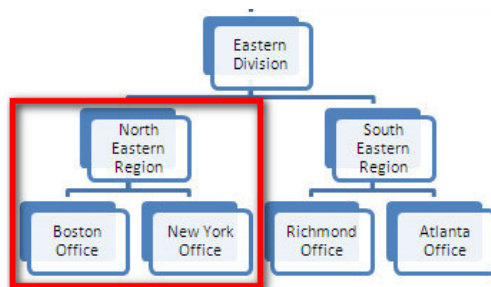 Eastern
Division
North
Eastern
Region
South
Eastern
Region
Boston
Office
New York
Office
Richmond
Office
Atlanta
Office